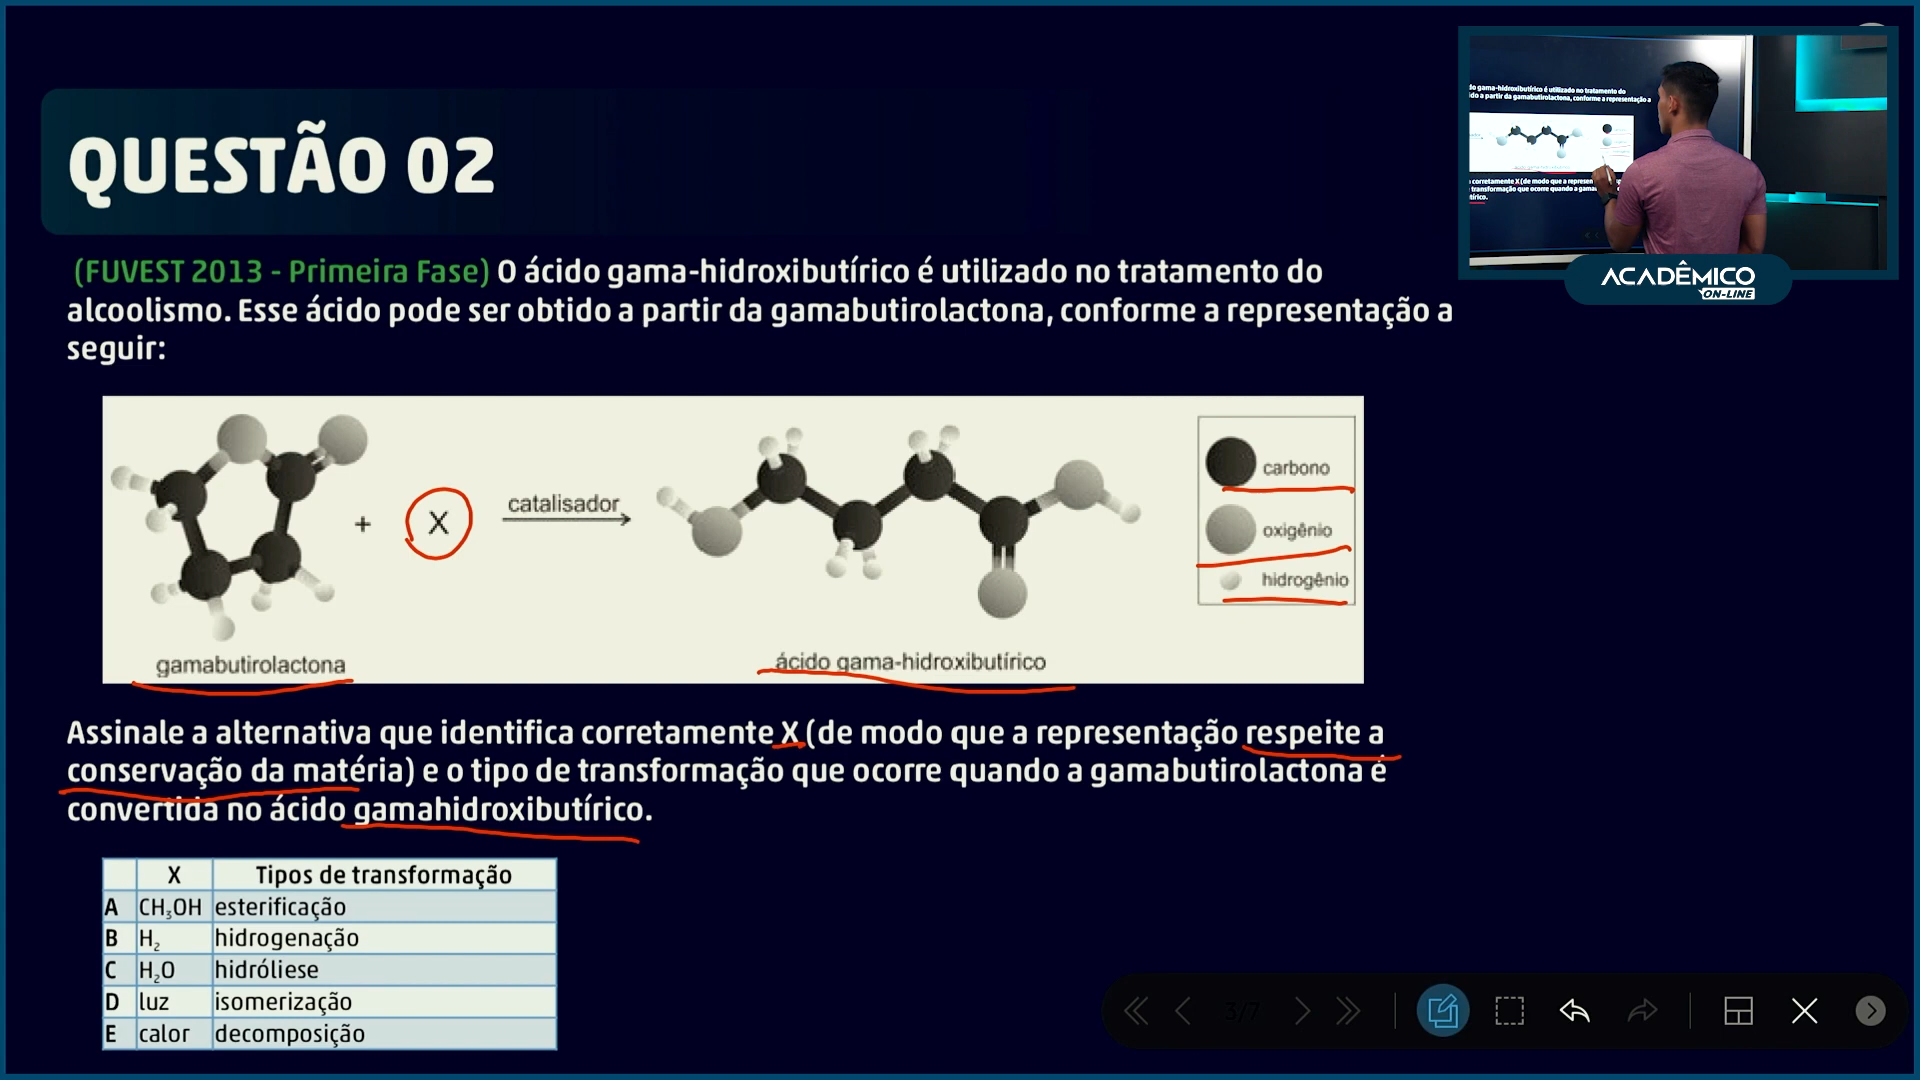 QUESTÃO 02
(FUVEST 2013 - Primeira Fase) O ácido gama-hidroxibutírico é utilizado no tratamento do
alcoolismo. Esse ácido pode ser obtido a partir da gamabutirolactona, conforme a representação a
seguir:
+ X catalisador
gamabutirolactona
ácido gama-hidroxibutírico
carbono
oxigênio
hidrogênio
Assinale a alternativa que identifica corretamente X (de modo que a representação respeite a
conservação da matéria) e o tipo de transformação que ocorre quando a gamabutirolactona é
convertida no ácido gamahidroxibutírico.
X Tipos de transformação
A CH₃OH esterificação
B H₂ hidrogenação
C H₂O hidróliese
D luz isomerização
E calor decomposição
ACADÊMICO
ON-LINE
3/7